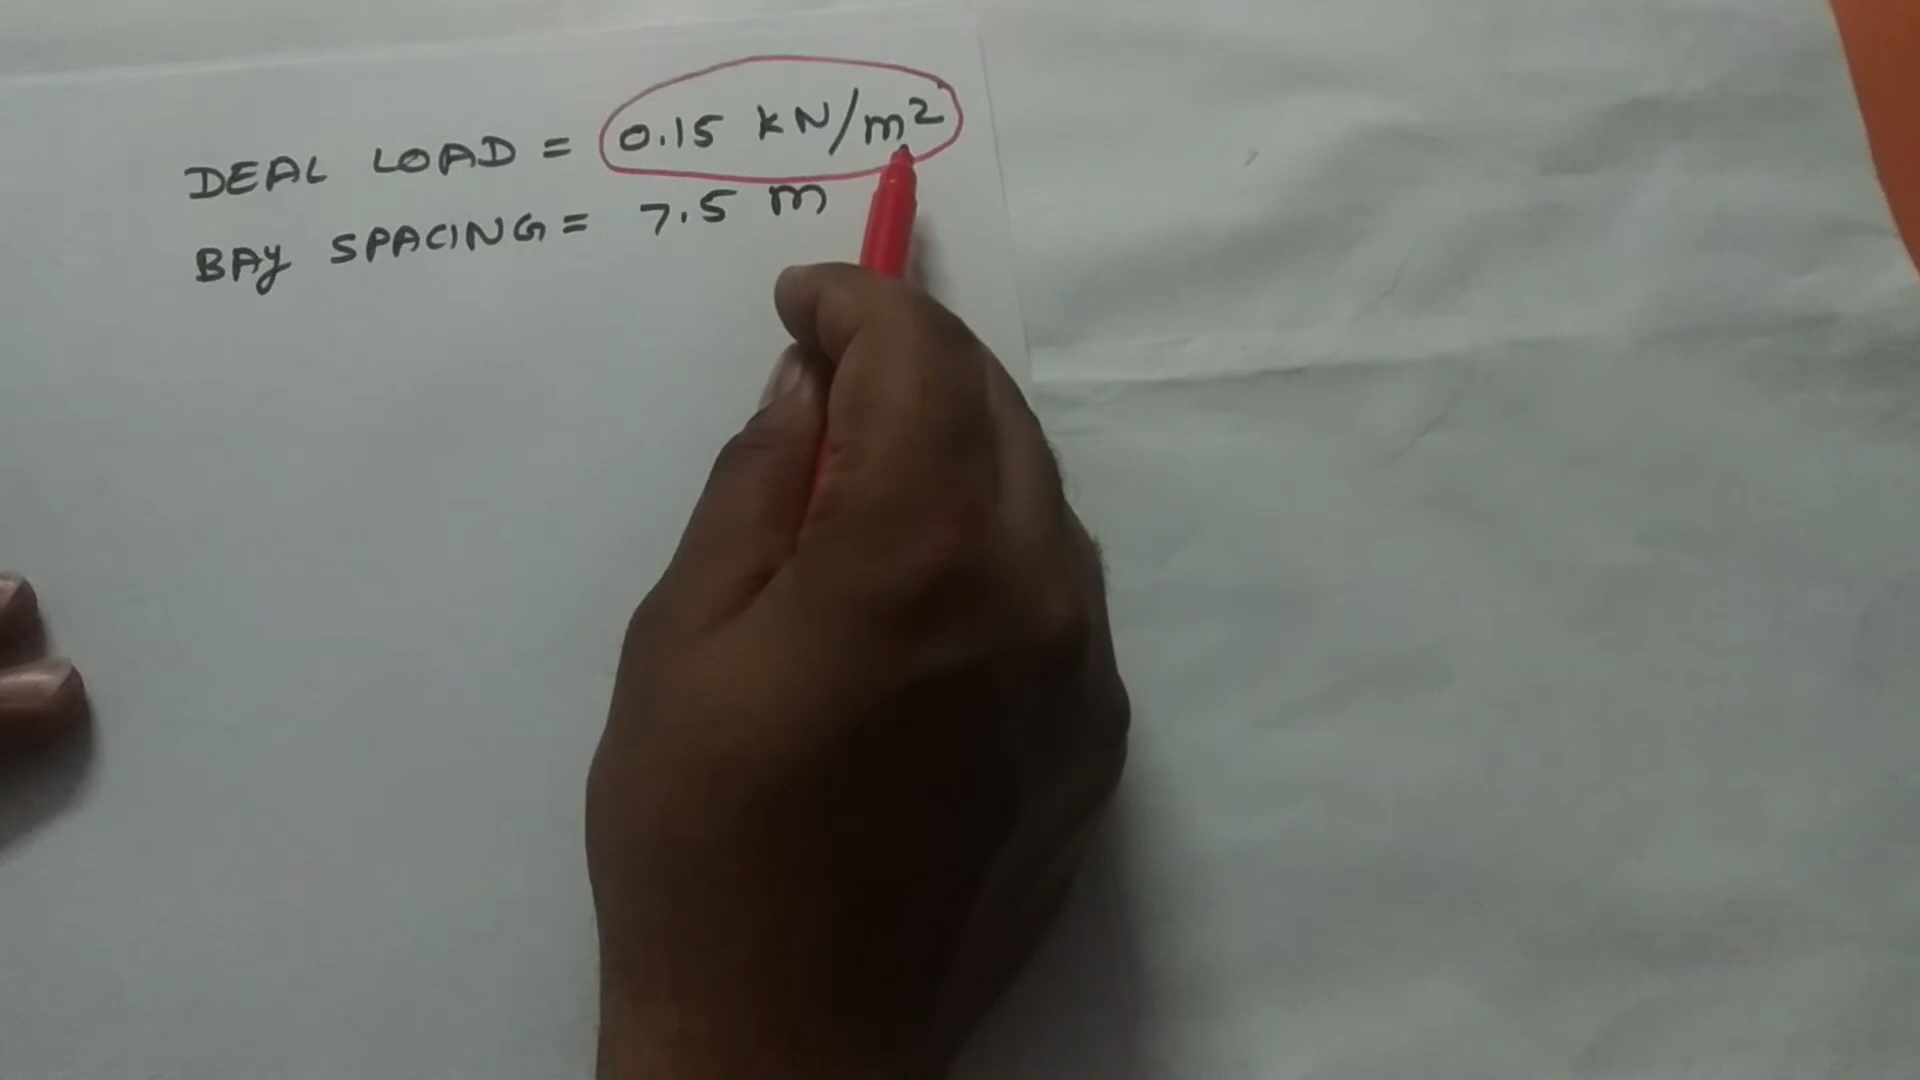 DEAL LOAD = 0.15 kN/m²
BAY SPACING = 7.5 m